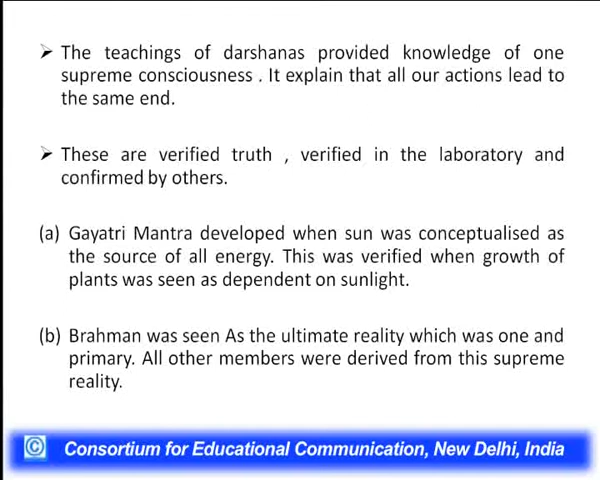 ➢ The teachings of darshanas provided knowledge of one
supreme consciousness . It explain that all our actions lead to
the same end.
➢ These are verified truth , verified in the laboratory and
confirmed by others.
(a) Gayatri Mantra developed when sun was conceptualised as
the source of all energy. This was verified when growth of
plants was seen as dependent on sunlight.
(b) Brahman was seen As the ultimate reality which was one and
primary. All other members were derived from this supreme
reality.
© Consortium for Educational Communication, New Delhi, India